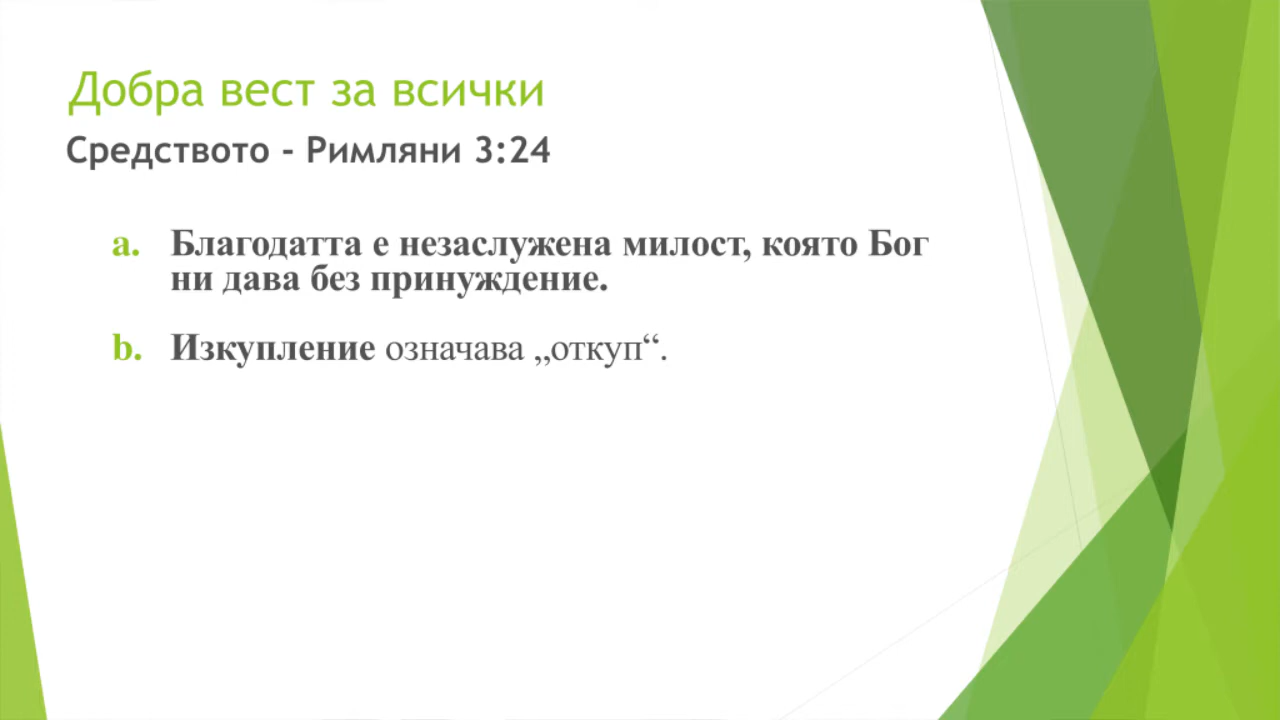 Добра вест за всички
Средството - Римляни 3:24
a. Благодатта е незаслужена милост, която Бог
ни дава без принуждение.
b. Изкупление означава „откуп“.